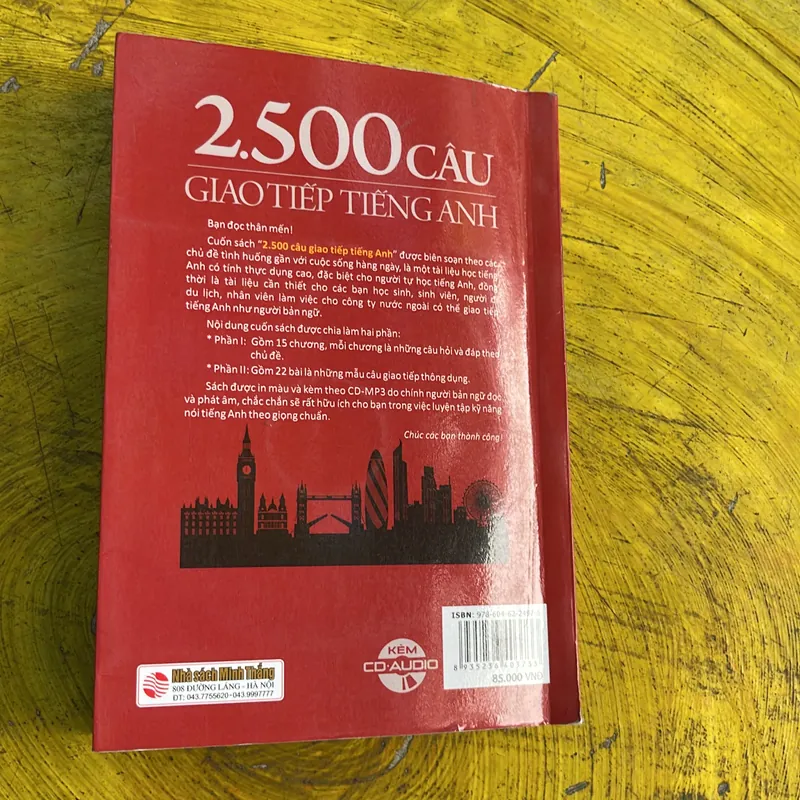 2.500 CÂU
GIAO TIẾP TIẾNG ANH
Bạn đọc thân mến!
Cuốn sách "2.500 câu giao tiếp tiếng Anh" được biên soạn theo các
chủ đề tình huống gần với cuộc sống hàng ngày, là một tài liệu học tiếng
Anh có tính thực dụng cao, đặc biệt cho người tự học tiếng Anh, đồng
thời là tài liệu cần thiết cho các bạn học sinh, sinh viên, người đi
du lịch, nhân viên làm việc cho công ty nước ngoài có thể giao tiếp
tiếng Anh như người bản ngữ.
Nội dung cuốn sách được chia làm hai phần:
* Phần I: Gồm 15 chương, mỗi chương là những câu hỏi và đáp theo
chủ đề.
* Phần II: Gồm 22 bài là những mẫu câu giao tiếp thông dụng.
Sách được in màu và kèm theo CD-MP3 do chính người bản ngữ đọc
và phát âm, chắc chắn sẽ rất hữu ích cho bạn trong việc luyện tập kỹ năng
nói tiếng Anh theo giọng chuẩn.
Chúc các bạn thành công!
KÈM
CD-AUDIO
ISBN:
85.000 VNĐ
Nhà sách Minh Thắng
808 ĐƯỜNG LÁNG - HÀ NỘI
ĐT: 043.7755620-043.9997777